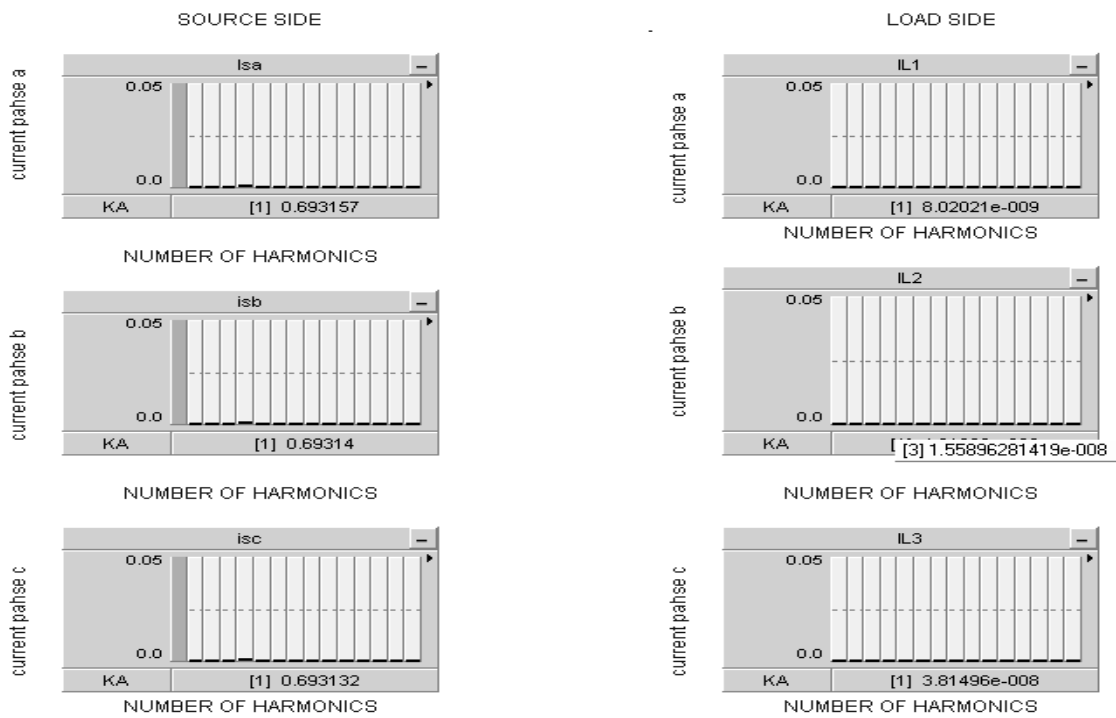 SOURCE SIDE
LOAD SIDE
current pahse a
Isa
0.05
0.0
KA
[1] 0.693157
NUMBER OF HARMONICS
current pahse a
IL1
0.05
0.0
KA
[1] 8.02021e-009
NUMBER OF HARMONICS
current pahse b
isb
0.05
0.0
KA
[1] 0.69314
NUMBER OF HARMONICS
current pahse b
IL2
0.05
0.0
KA
[3] 1.55896281419e-008
NUMBER OF HARMONICS
current pahse c
isc
0.05
0.0
KA
[1] 0.693132
NUMBER OF HARMONICS
current pahse c
IL3
0.05
0.0
KA
[1] 3.81496e-008
NUMBER OF HARMONICS